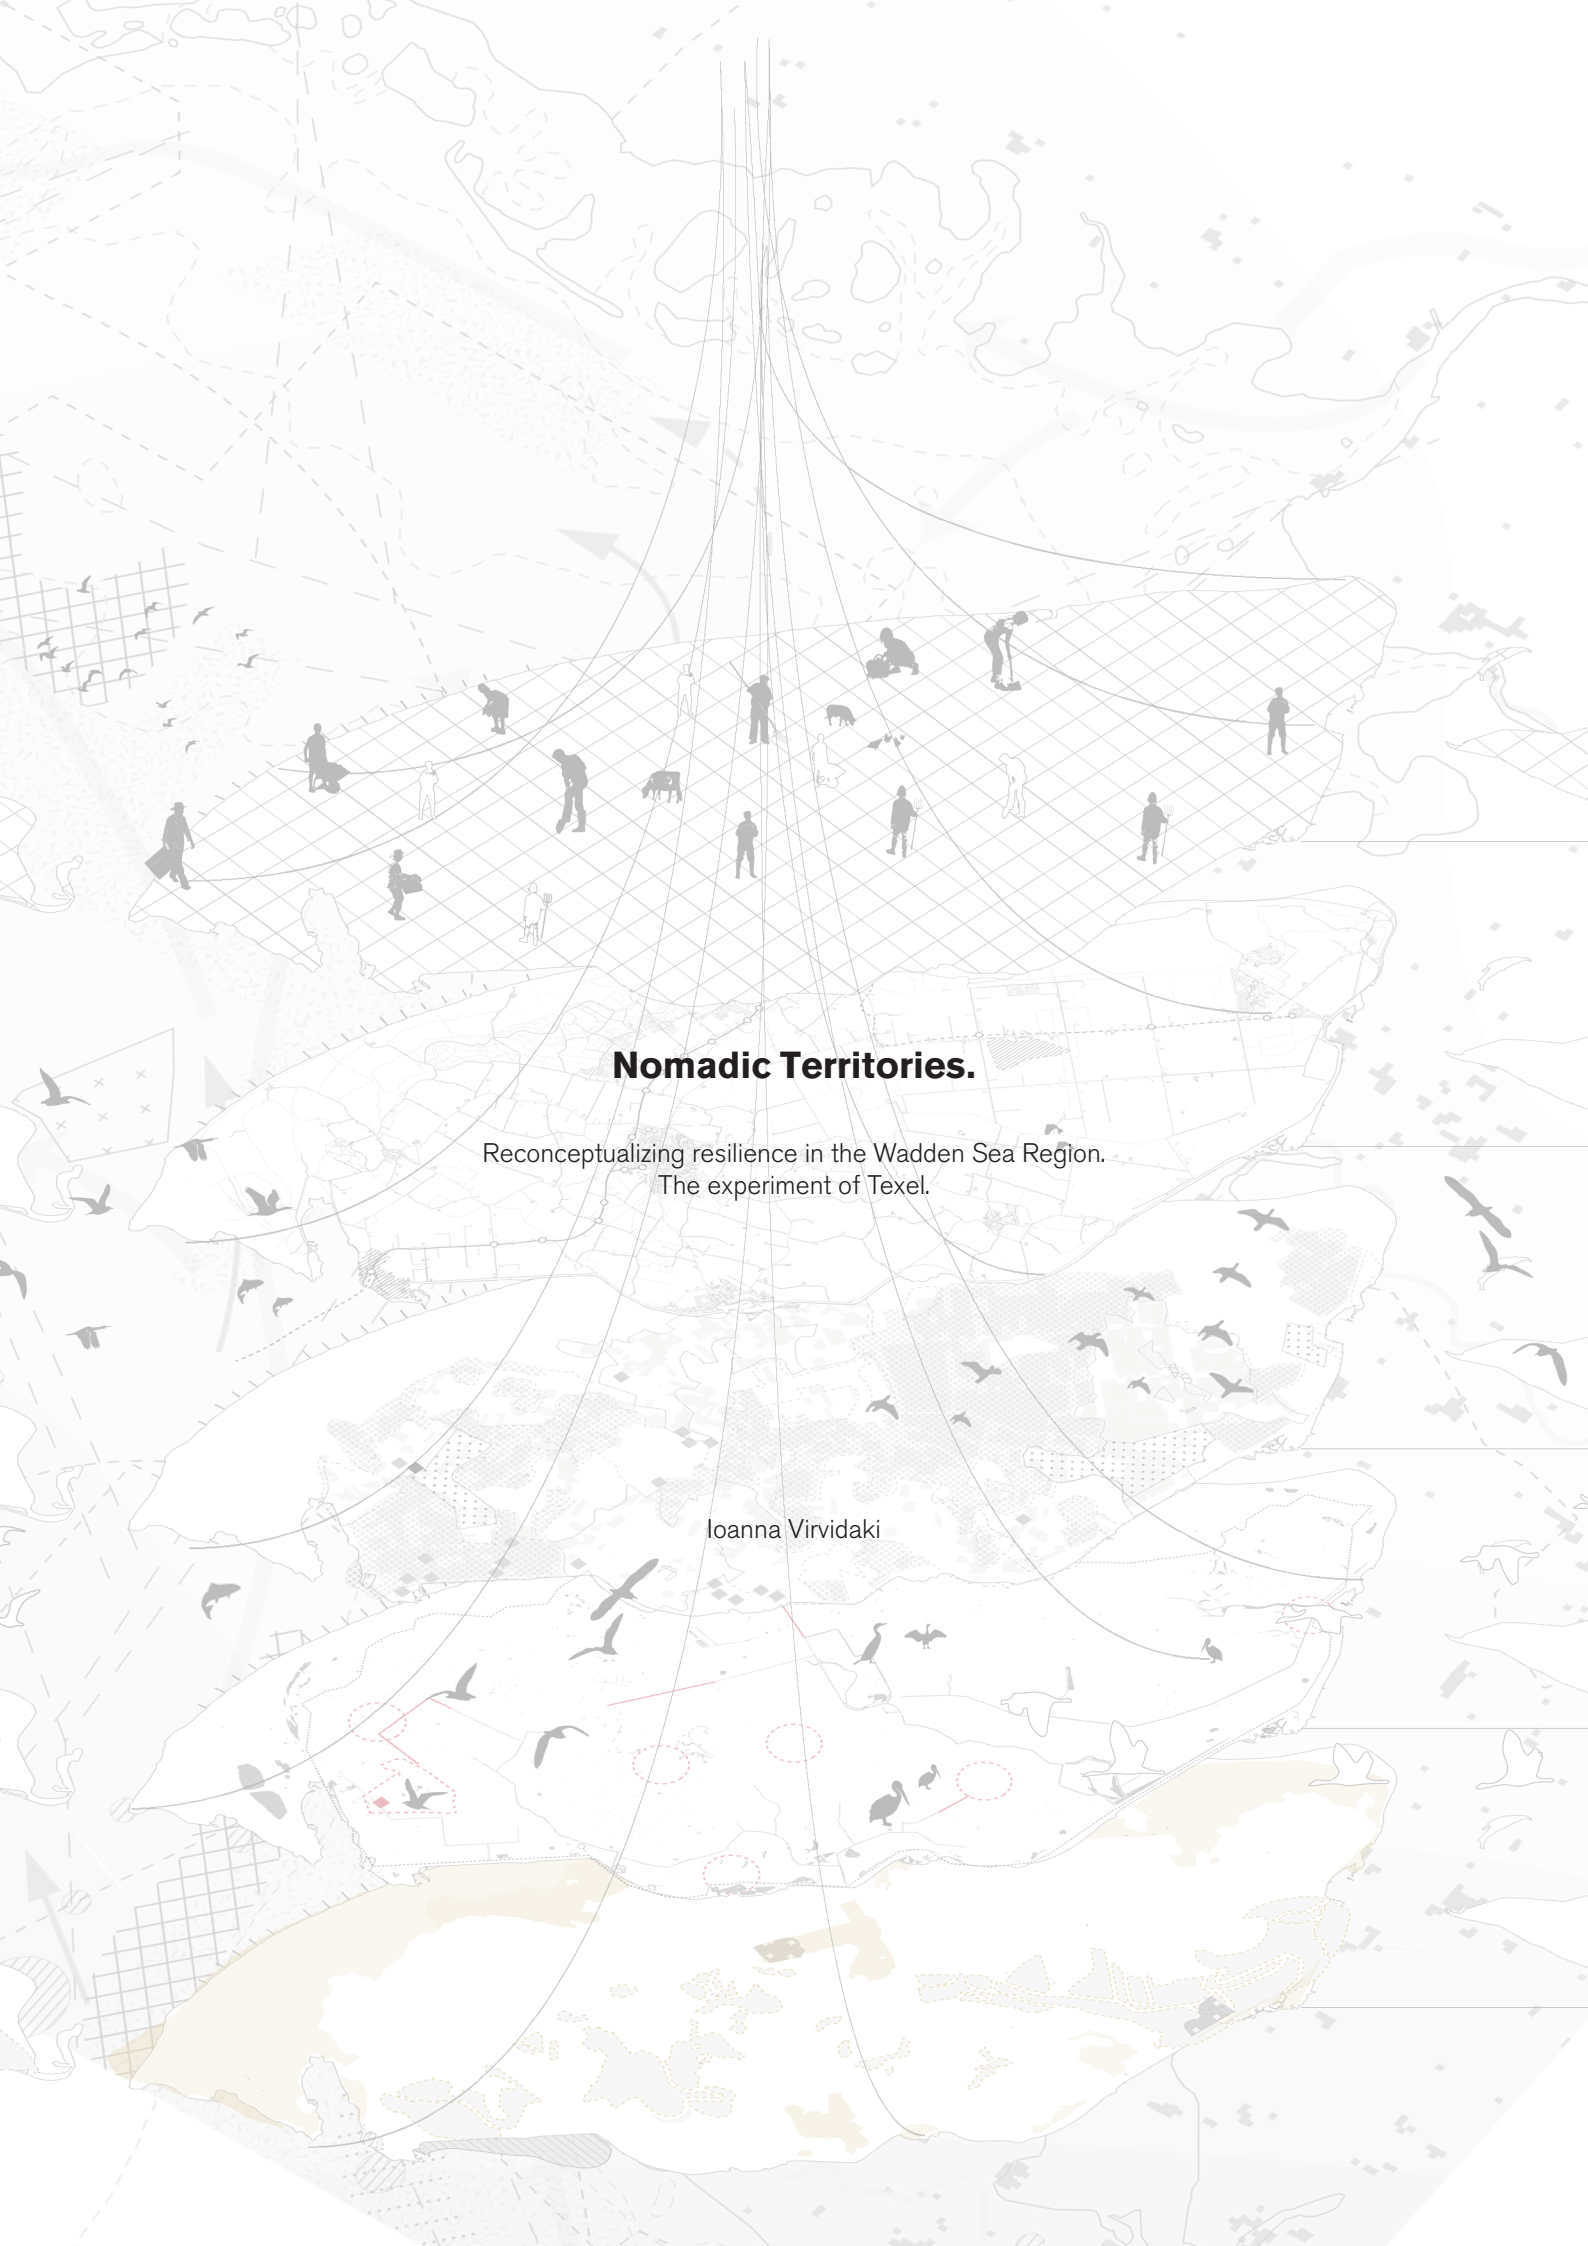 Nomadic Territories.
Reconceptualizing resilience in the Wadden Sea Region.
The experiment of Texel.
Ioanna Virvidaki